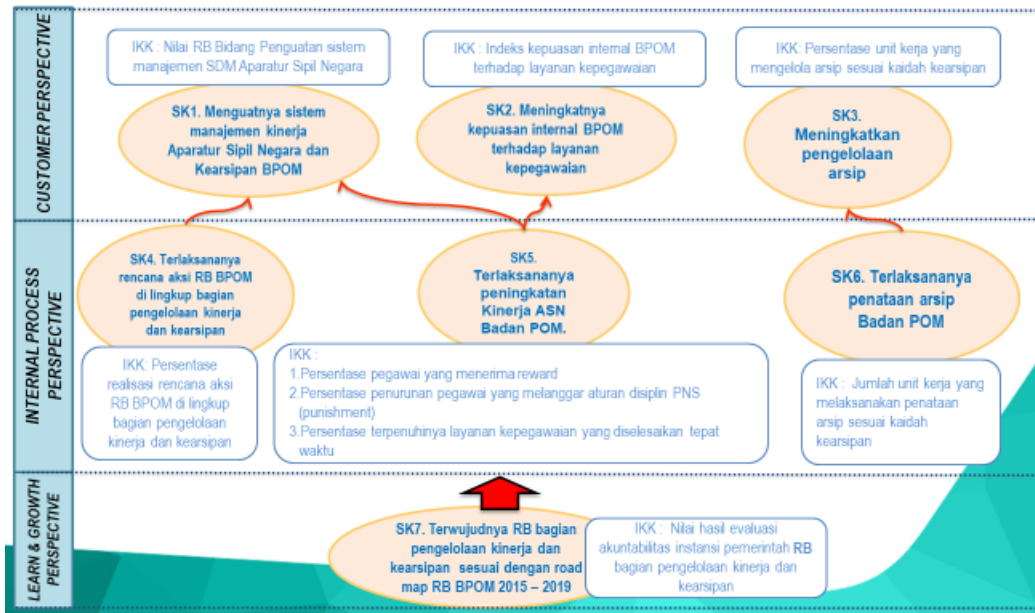 CUSTOMER PERSPECTIVE
IKK : Nilai RB Bidang Penguatan sistem
manajemen SDM Aparatur Sipil Negara
IKK : Indeks kepuasan internal BPOM
terhadap layanan kepegawaian
IKK: Persentase unit kerja yang
mengelola arsip sesuai kaidah kearsipan
SK1. Menguatnya sistem
manajemen kinerja
Aparatur Sipil Negara dan
Kearsipan BPOM
SK2. Meningkatnya
kepuasan internal BPOM
terhadap layanan
kepegawaian
SK3.
Meningkatkan
pengelolaan
arsip
INTERNAL PROCESS
PERSPECTIVE
SK4. Terlaksananya
rencana aksi RB BPOM
di lingkup bagian
pengelolaan kinerja
dan kearsipan
SK5.
Terlaksananya
peningkatan
Kinerja ASN
Badan POM.
SK6. Terlaksananya
penataan arsip
Badan POM
IKK: Persentase
realisasi rencana aksi
RB BPOM di lingkup
bagian pengelolaan
kinerja dan kearsipan
IKK :
1.Persentase pegawai yang menerima reward
2.Persentase penurunan pegawai yang melanggar aturan disiplin PNS
(punishment)
3.Persentase terpenuhinya layanan kepegawaian yang diselesaikan tepat
waktu
IKK : Jumlah unit kerja yang
melaksanakan penataan
arsip sesuai kaidah
kearsipan
LEARN & GROWTH
PERSPECTIVE
SK7. Terwujudnya RB bagian
pengelolaan kinerja dan
kearsipan sesuai dengan road
map RB BPOM 2015 – 2019
IKK : Nilai hasil evaluasi
akuntabilitas instansi pemerintah RB
bagian pengelolaan kinerja dan
kearsipan